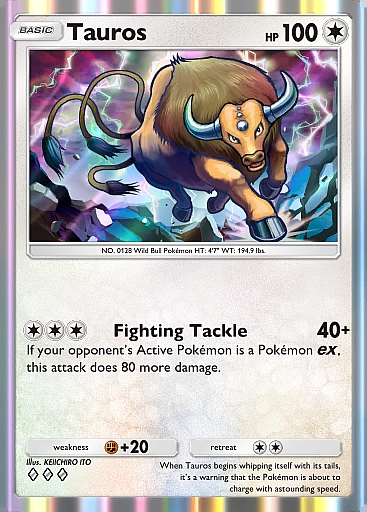 BASIC Tauros HP 100
NO. 0128 Wild Bull Pokémon HT: 4'7" WT: 194.9 lbs.
Fighting Tackle 40+
If your opponent's Active Pokémon is a Pokémon ex,
this attack does 80 more damage.
weakness +20 retreat
Illus. KEIICHIRO ITO
When Tauros begins whipping itself with its tails,
it's a warning that the Pokémon is about to
charge with astounding speed.